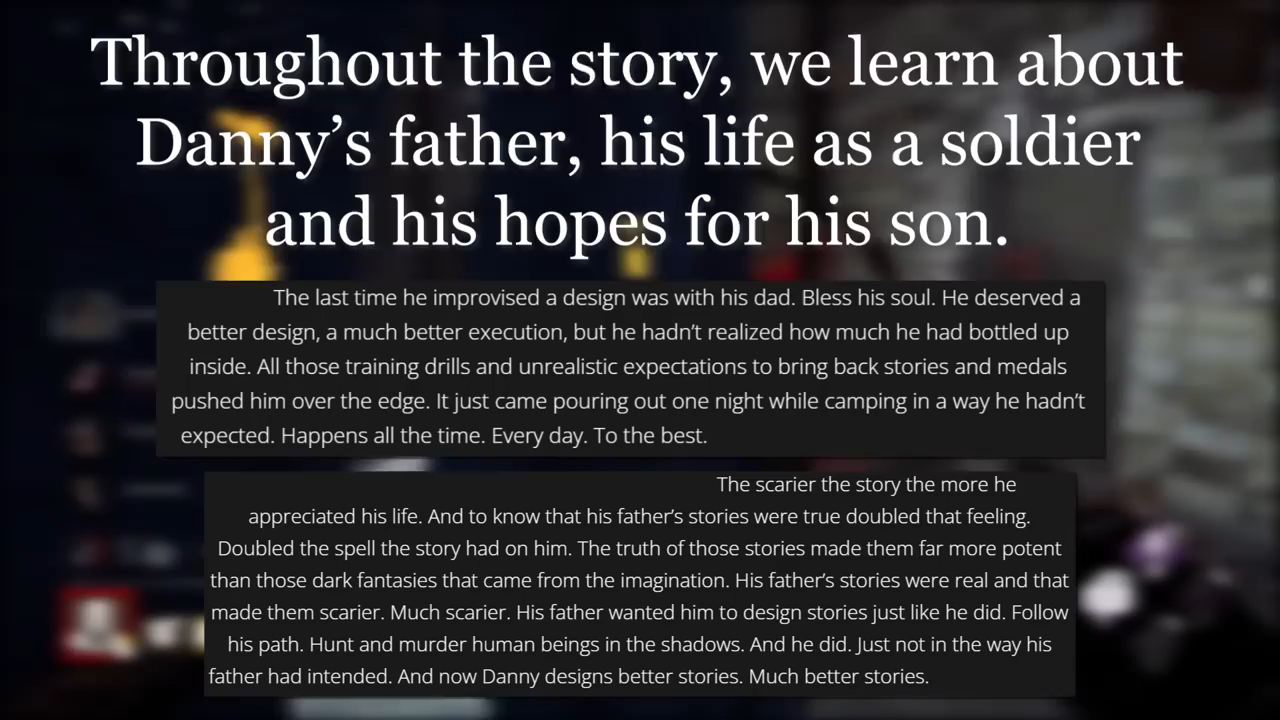 Throughout the story, we learn about
Danny’s father, his life as a soldier
and his hopes for his son.
The last time he improvised a design was with his dad. Bless his soul. He deserved a
better design, a much better execution, but he hadn’t realized how much he had bottled up
inside. All those training drills and unrealistic expectations to bring back stories and medals
pushed him over the edge. It just came pouring out one night while camping in a way he hadn’t
expected. Happens all the time. Every day. To the best.
The scarier the story the more he
appreciated his life. And to know that his father’s stories were true doubled that feeling.
Doubled the spell the story had on him. The truth of those stories made them far more potent
than those dark fantasies that came from the imagination. His father’s stories were real and that
made them scarier. Much scarier. His father wanted him to design stories just like he did. Follow
his path. Hunt and murder human beings in the shadows. And he did. Just not in the way his
father had intended. And now Danny designs better stories. Much better stories.